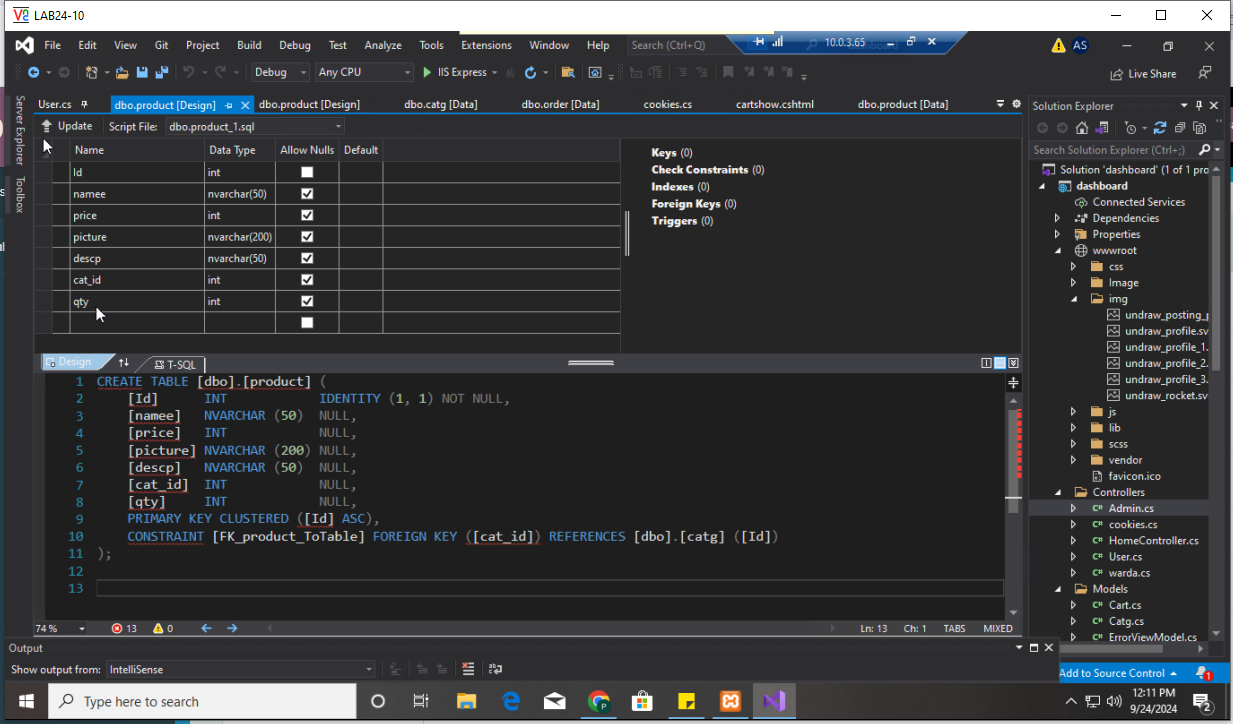 LAB24-10
File Edit View Git Project Build Debug Test Analyze Tools Extensions Window Help Search (Ctrl+Q) 10.0.3.65 AS
Debug Any CPU IIS Express Live Share
User.cs dbo.product [Design] dbo.product [Design] dbo.catg [Data] dbo.order [Data] cookies.cs cartshow.cshtml dbo.product [Data]
Server Explorer
Toolbox
Update Script File: dbo.product_1.sql
Name Data Type Allow Nulls Default
Id int
namee nvarchar(50)
price int
picture nvarchar(200)
descp nvarchar(50)
cat_id int
qty int
Keys (0)
Check Constraints (0)
Indexes (0)
Foreign Keys (0)
Triggers (0)
Design T-SQL
1 CREATE TABLE [dbo].[product] (
2 [Id] INT IDENTITY (1, 1) NOT NULL,
3 [namee] NVARCHAR (50) NULL,
4 [price] INT NULL,
5 [picture] NVARCHAR (200) NULL,
6 [descp] NVARCHAR (50) NULL,
7 [cat_id] INT NULL,
8 [qty] INT NULL,
9 PRIMARY KEY CLUSTERED ([Id] ASC),
10 CONSTRAINT [FK_product_ToTable] FOREIGN KEY ([cat_id]) REFERENCES [dbo].[catg] ([Id])
11 );
12
13
74 % 13 0 Ln: 13 Ch: 1 TABS MIXED
Output
Show output from: IntelliSense
Solution Explorer
Search Solution Explorer (Ctrl+;)
Solution 'dashboard' (1 of 1 pro
dashboard
Connected Services
Dependencies
Properties
wwwroot
css
Image
img
undraw_posting_p
undraw_profile.sv
undraw_profile_1.
undraw_profile_2.
undraw_profile_3.
undraw_rocket.sv
js
lib
scss
vendor
favicon.ico
Controllers
C# Admin.cs
C# cookies.cs
C# HomeController.cs
C# User.cs
C# warda.cs
Models
C# Cart.cs
C# Catg.cs
C# ErrorViewModel.cs
Add to Source Control 1
Type here to search
12:11 PM
9/24/2024
2